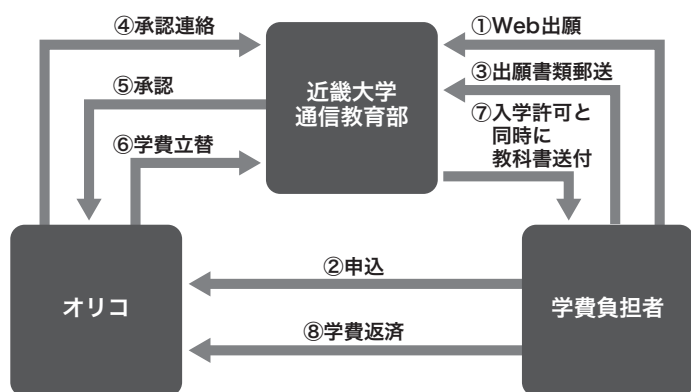 ④承認連絡
①Web出願
③出願書類郵送
⑤承認
近畿大学
通信教育部
⑦入学許可と
同時に
教科書送付
⑥学費立替
②申込
オリコ
学費負担者
⑧学費返済